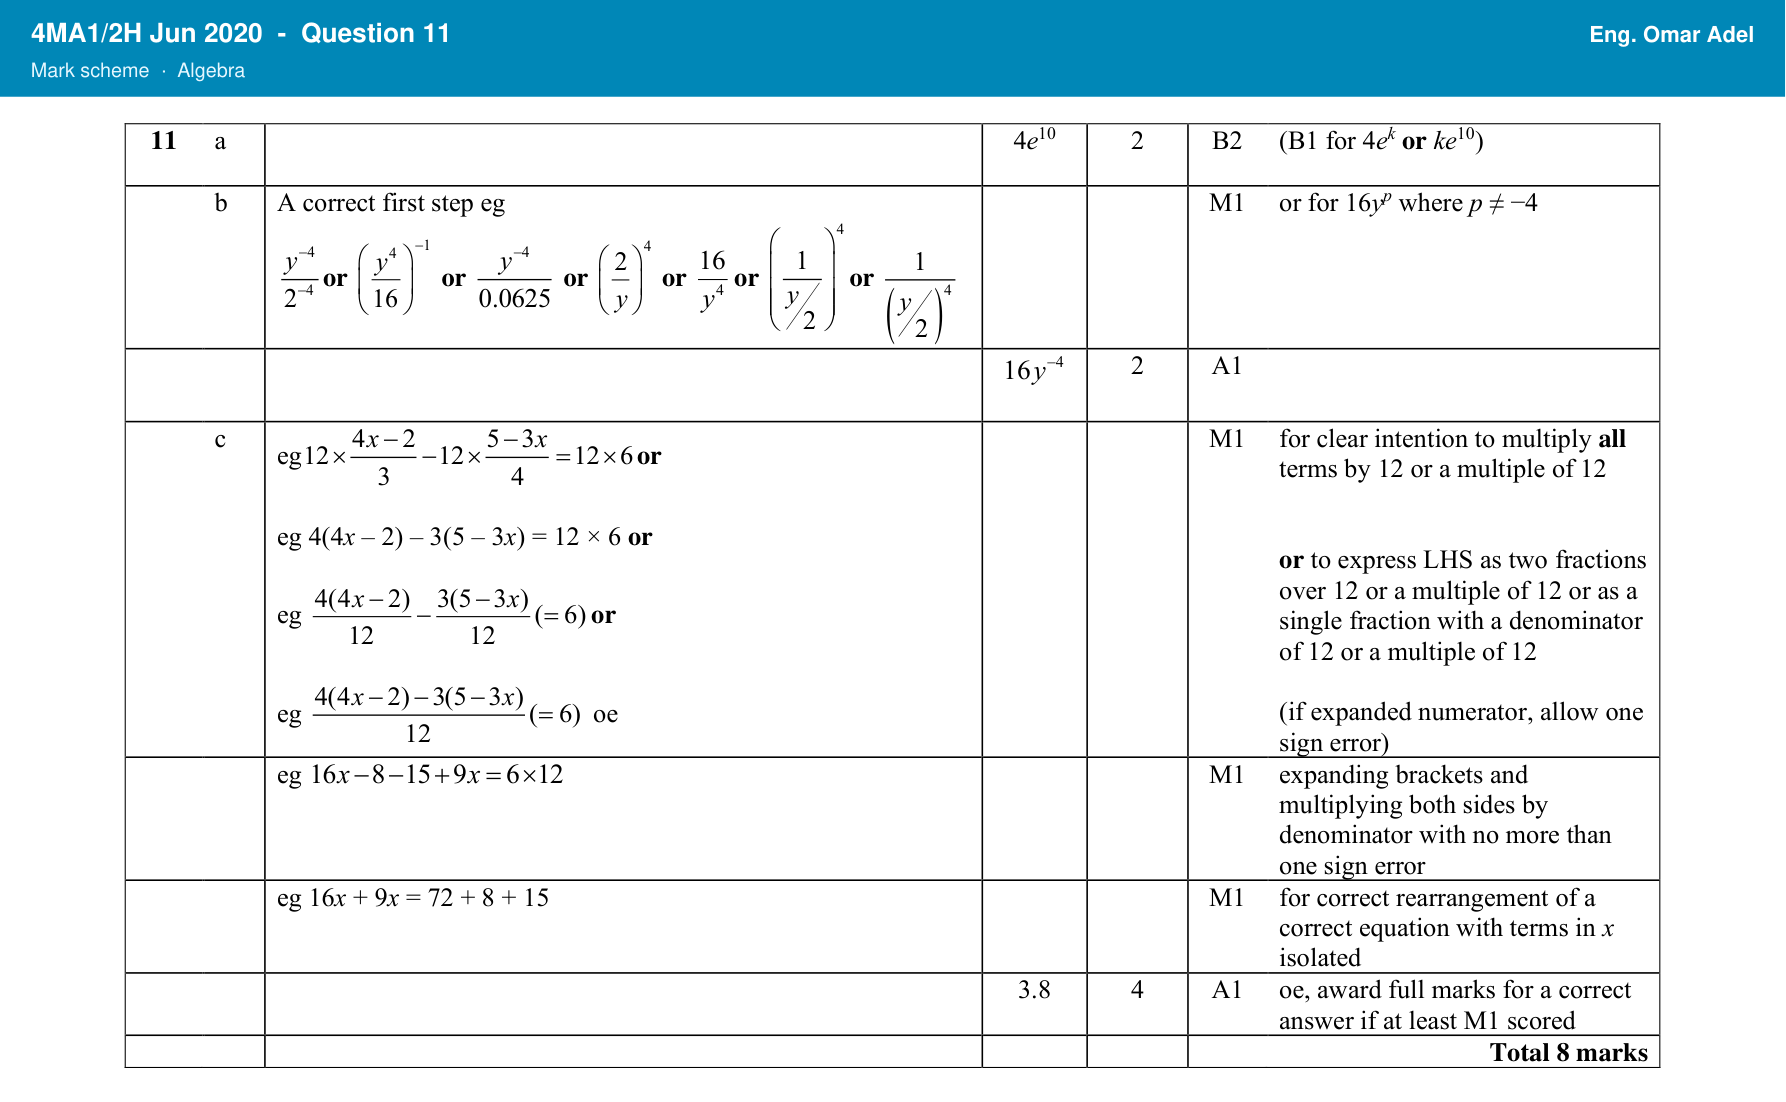 4MA1/2H Jun 2020 - Question 11
Eng. Omar Adel
Mark scheme · Algebra
11 a 4e^10 2 B2 (B1 for 4e^k or ke^10)
b A correct first step eg M1 or for 16y^p where p ≠ −4
y^−4/2^−4 or (y^4/16)^−1 or y^−4/0.0625 or (2/y)^4 or 16/y^4 or (1/(y/2))^4 or 1/(y/2)^4
16y^−4 2 A1
c eg 12 × (4x − 2)/3 − 12 × (5 − 3x)/4 = 12 × 6 or
eg 4(4x – 2) – 3(5 – 3x) = 12 × 6 or
eg 4(4x − 2)/12 − 3(5 − 3x)/12 (= 6) or
eg (4(4x − 2) − 3(5 − 3x))/12 (= 6) oe
M1 for clear intention to multiply all
terms by 12 or a multiple of 12
or to express LHS as two fractions
over 12 or a multiple of 12 or as a
single fraction with a denominator
of 12 or a multiple of 12
(if expanded numerator, allow one
sign error)
eg 16x − 8 − 15 + 9x = 6 × 12 M1 expanding brackets and
multiplying both sides by
denominator with no more than
one sign error
eg 16x + 9x = 72 + 8 + 15 M1 for correct rearrangement of a
correct equation with terms in x
isolated
3.8 4 A1 oe, award full marks for a correct
answer if at least M1 scored
Total 8 marks